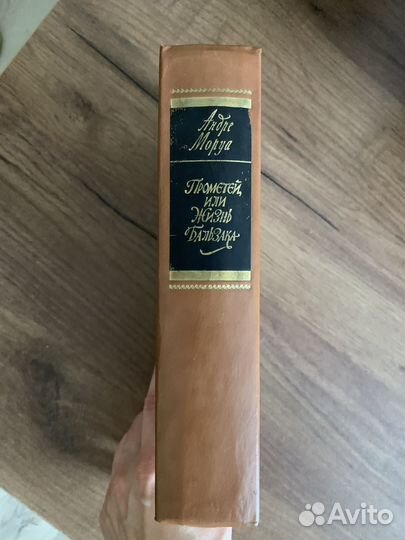 Андре
Моруа
Прометей,
или
Жизнь
Бальзака
Avito